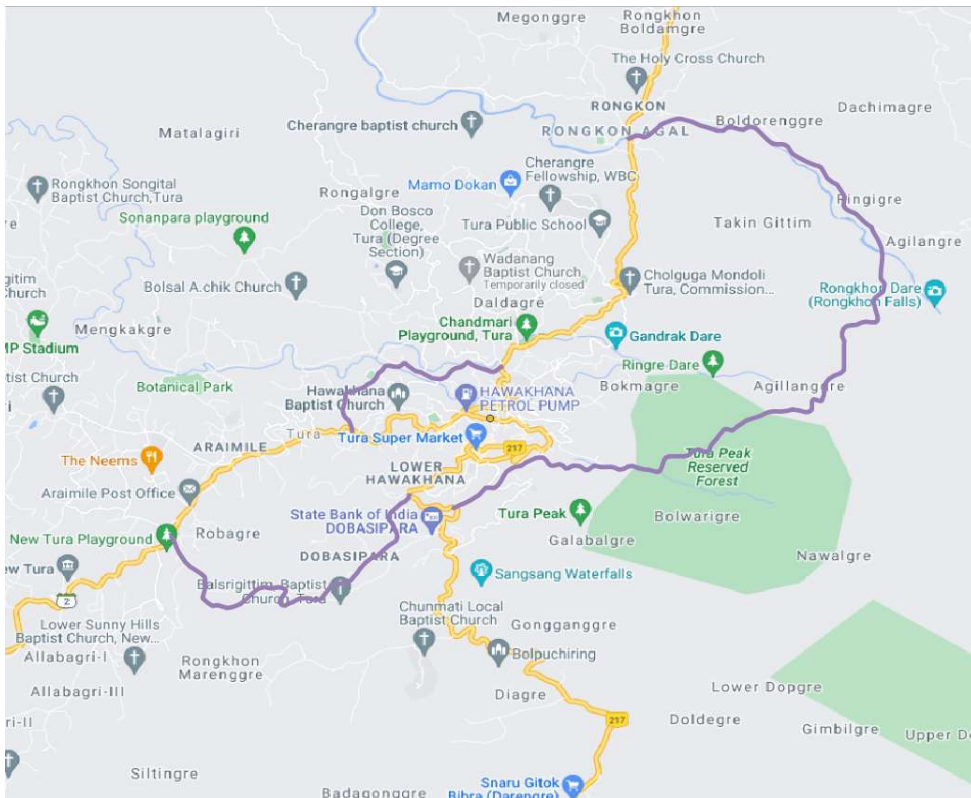 Megonggre
Rongkhon
Boldamgre
The Holy Cross Church
RONGKON
Dachimagre
Matalagiri
Cherangre baptist church
RONGKON AGAL
Boldorenggre
Rongkhon Songital
Baptist Church,Tura
Rongalgre
Mamo Dokan
Cherangre
Fellowship, WBC
Ringigre
Sonanpara playground
Don Bosco
College,
Tura (Degree
Section)
Tura Public School
Takin Gittim
Agilangre
Wadanang
Baptist Church
Temporarily closed
Bolsal A.chik Church
Cholguga Mondoli
Tura, Commission...
Rongkhon Dare
(Rongkhon Falls)
Daldagre
Mengkakgre
MP Stadium
Chandmari
Playground, Tura
Gandrak Dare
Ringre Dare
Botanical Park
Hawakhana
Baptist Church
HAWAKHANA
PETROL PUMP
Bokmagre
Agillangre
ARAIMILE
Tura
Tura Super Market
217
The Neems
LOWER
HAWAKHANA
Tura Peak
Reserved
Forest
Araimile Post Office
State Bank of India
DOBASIPARA
Tura Peak
Bolwarigre
New Tura Playground
Robagre
Galabalgre
DOBASIPARA
Nawalgre
ew Tura
Balsrigittim Baptist
Church, Tura
Sangsang Waterfalls
2
Lower Sunny Hills
Baptist Church, New...
Chunmati Local
Baptist Church
Gongganggre
Allabagri-I
Rongkhon
Marenggre
Bolpuchiring
Allabagri-III
Diagre
Lower Dopgre
ri-II
217
Doldegre
Gimbilgre
Siltingre
Snaru Gitok
Bibra (Darengre)
Badagonggre